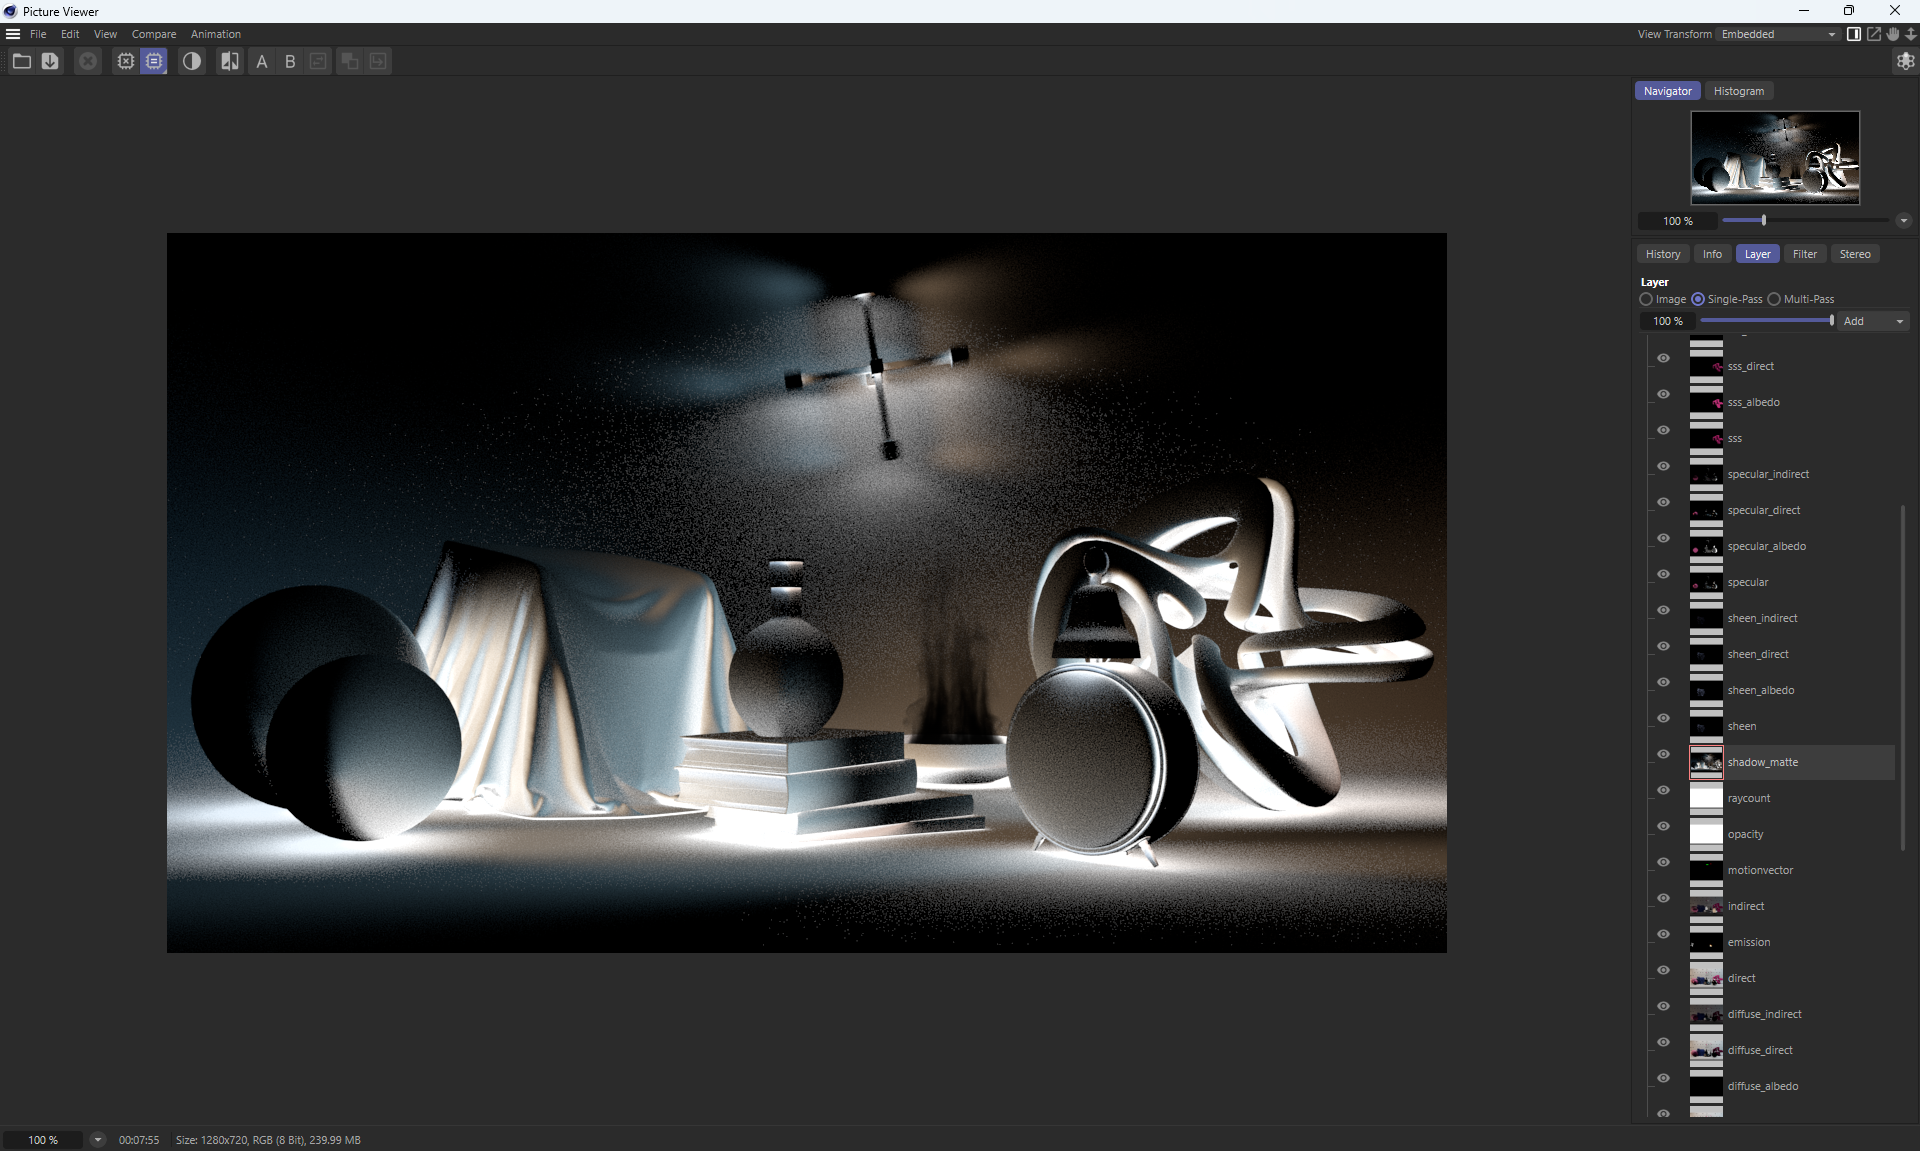 Picture Viewer
File Edit View Compare Animation
View Transform Embedded
A B
Navigator Histogram
100 %
History Info Layer Filter Stereo
Layer
Image Single-Pass Multi-Pass
100 % Add
sss_direct
sss_albedo
sss
specular_indirect
specular_direct
specular_albedo
specular
sheen_indirect
sheen_direct
sheen_albedo
sheen
shadow_matte
raycount
opacity
motionvector
indirect
emission
direct
diffuse_indirect
diffuse_direct
diffuse_albedo
100 % 00:07:55 Size: 1280x720, RGB (8 Bit), 239.99 MB